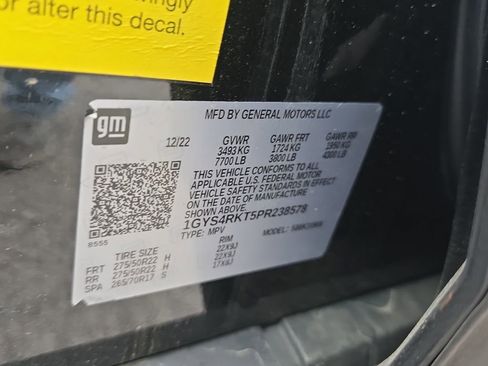 or alter this decal.
gm
MFD BY GENERAL MOTORS LLC
12/22 GVWR GAWR FRT GAWR RR
3493 KG 1724 KG 1950 KG
7700 LB 3800 LB 4300 LB
THIS VEHICLE CONFORMS TO ALL
APPLICABLE U.S. FEDERAL MOTOR
VEHICLE SAFETY STANDARDS IN EFFECT
ON THE DATE OF MANUFACTURE
SHOWN ABOVE.
1GYS4RKT5PR238578
TYPE: MPV MODEL:
8555
TIRE SIZE RIM
FRT 275/50R22 H 22X9J
RR 275/50R22 H 22X9J
SPA 265/70R17 S 17X8J